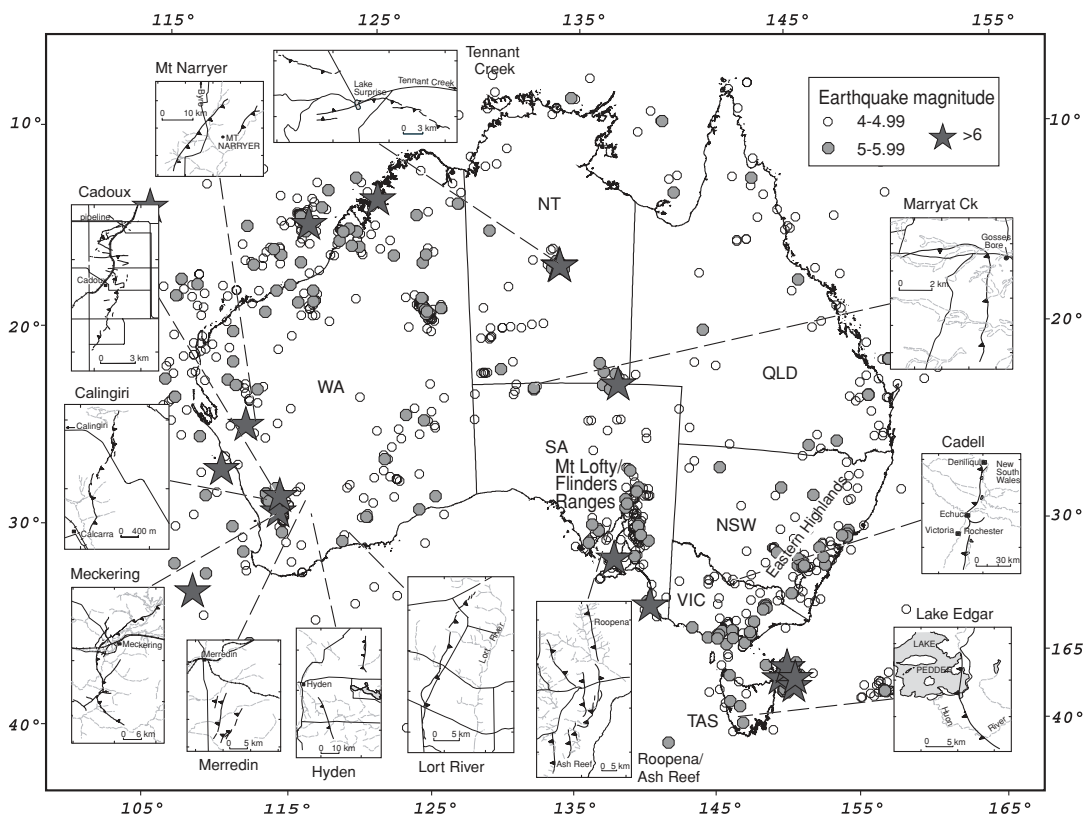 115° 125° 135° 145° 155°
Tennant
Creek
Mt Narryer
Byro
0 10 km
MT
NARRYER
Lake
Surprise
Tennant Creek
0 3 km
Earthquake magnitude
4-4.99
5-5.99
>6
10°
10°
Cadoux
pipeline
Cadoux
0 3 km
NT
Marryat Ck
Gosses
Bore
0 2 km
20°
20°
WA
QLD
Calingiri
Calingiri
Calcarra
0 400 m
SA
Mt Lofty/
Flinders
Ranges
NSW
Eastern Highlands
Cadell
Deniliquin
New
South
Wales
Echuca
Victoria
Rochester
0 30 km
30°
30°
Meckering
Meckering
0 6 km
VIC
Merredin
0 5 km
Merredin
Hyden
0 10 km
Hyden
Lort River
0 5 km
Lort River
Roopena
Ash Reef
0 5 km
Roopena/
Ash Reef
TAS
Lake Edgar
LAKE
PEDDER
Huon
River
0 5 km
165
40°
40°
105° 115° 125° 135° 145° 155° 165°